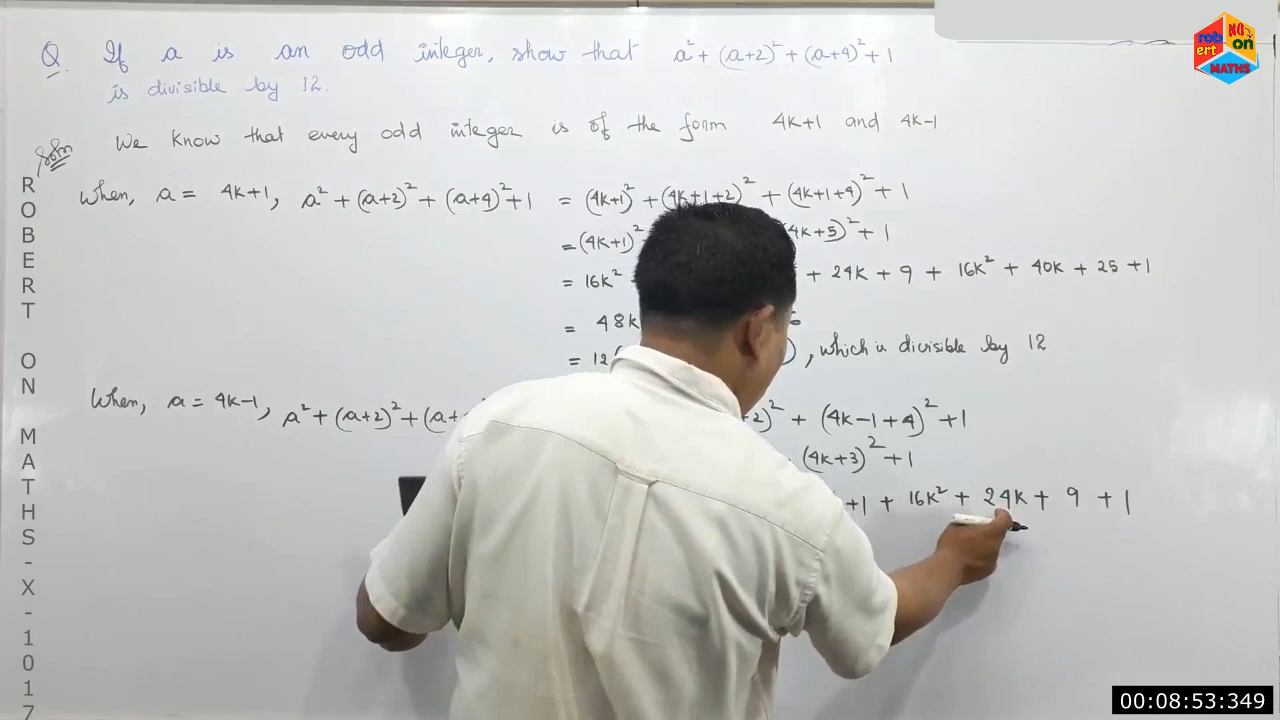 Q. If a is an odd integer, show that a² + (a+2)² + (a+4)² + 1
is divisible by 12.
Soln
We know that every odd integer is of the form 4k+1 and 4k-1
When, a = 4k+1, a² + (a+2)² + (a+4)² + 1 = (4k+1)² + (4k+1+2)² + (4k+1+4)² + 1
= (4k+1)² 4k+5)² + 1
= 16k² + 24k + 9 + 16k² + 40k + 25 + 1
= 48k
= 12 ), which is divisible by 12
When, a = 4k-1, a² + (a+2)² + (a+ )² + (4k-1+4)² + 1
(4k+3)² + 1
+1 + 16k² + 24k + 9 + 1
ROBERT ON MATHS-X-1017
robert NO on MATHS
00:08:53:349